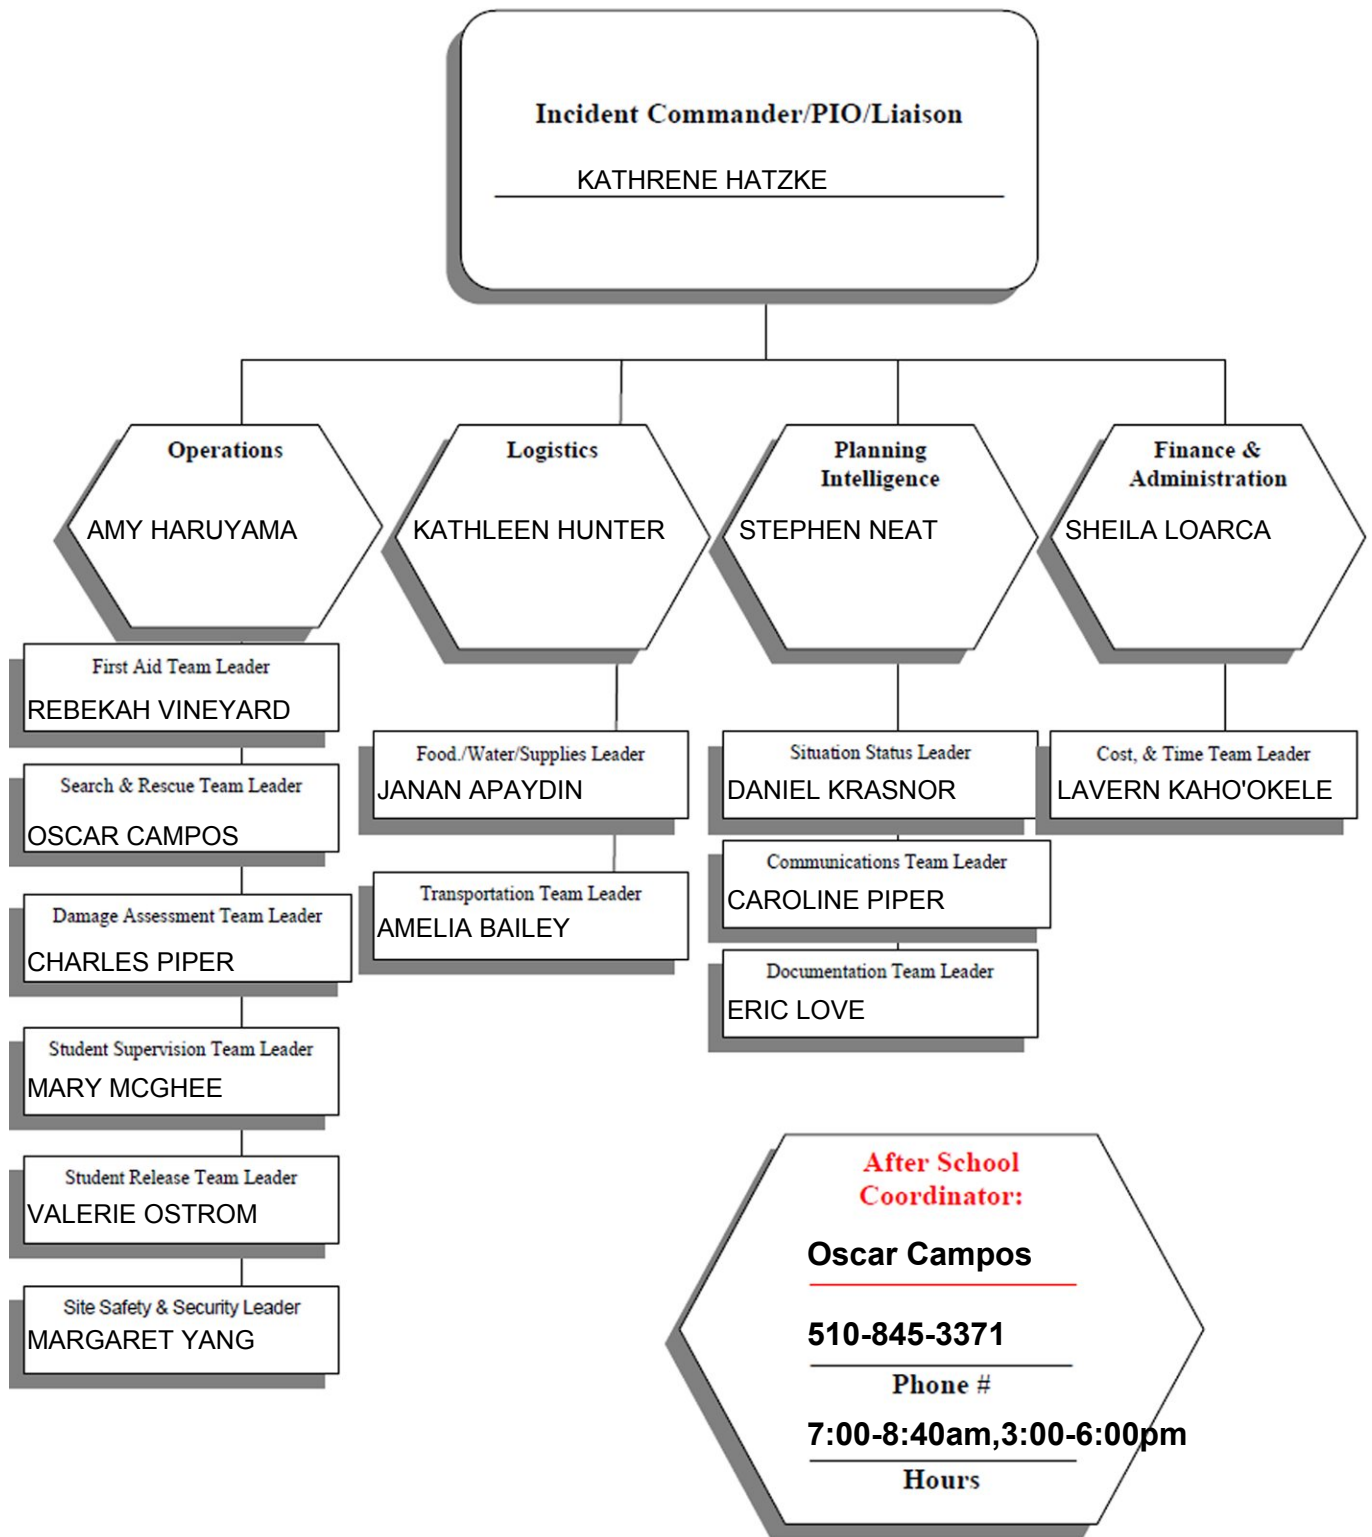 Incident Commander/PIO/Liaison
KATHRENE HATZKE
Operations
AMY HARUYAMA
First Aid Team Leader
REBEKAH VINEYARD
Search & Rescue Team Leader
OSCAR CAMPOS
Damage Assessment Team Leader
CHARLES PIPER
Student Supervision Team Leader
MARY MCGHEE
Student Release Team Leader
VALERIE OSTROM
Site Safety & Security Leader
MARGARET YANG
Logistics
KATHLEEN HUNTER
Food./Water/Supplies Leader
JANAN APAYDIN
Transportation Team Leader
AMELIA BAILEY
Planning
Intelligence
STEPHEN NEAT
Situation Status Leader
DANIEL KRASNOR
Communications Team Leader
CAROLINE PIPER
Documentation Team Leader
ERIC LOVE
Finance &
Administration
SHEILA LOARCA
Cost, & Time Team Leader
LAVERN KAHO'OKELE
After School
Coordinator:
Oscar Campos
510-845-3371
Phone #
7:00-8:40am,3:00-6:00pm
Hours